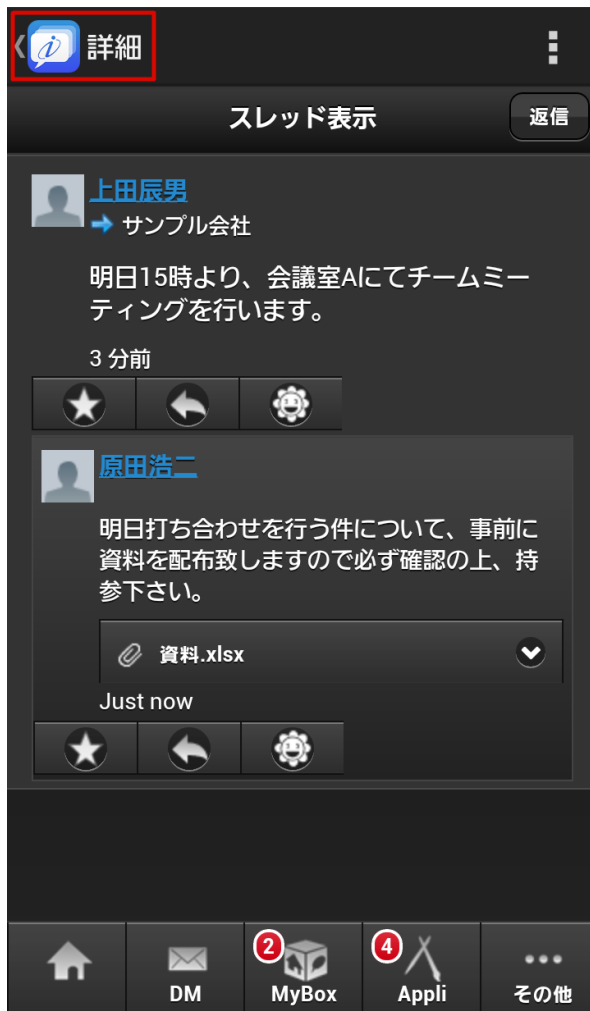 詳細
スレッド表示
返信
上田辰男
サンプル会社
明日15時より、会議室Aにてチームミー
ティングを行います。
3 分前
原田浩二
明日打ち合わせを行う件について、事前に
資料を配布致しますので必ず確認の上、持
参下さい。
資料.xlsx
Just now
2
4
DM
MyBox
Appli
その他